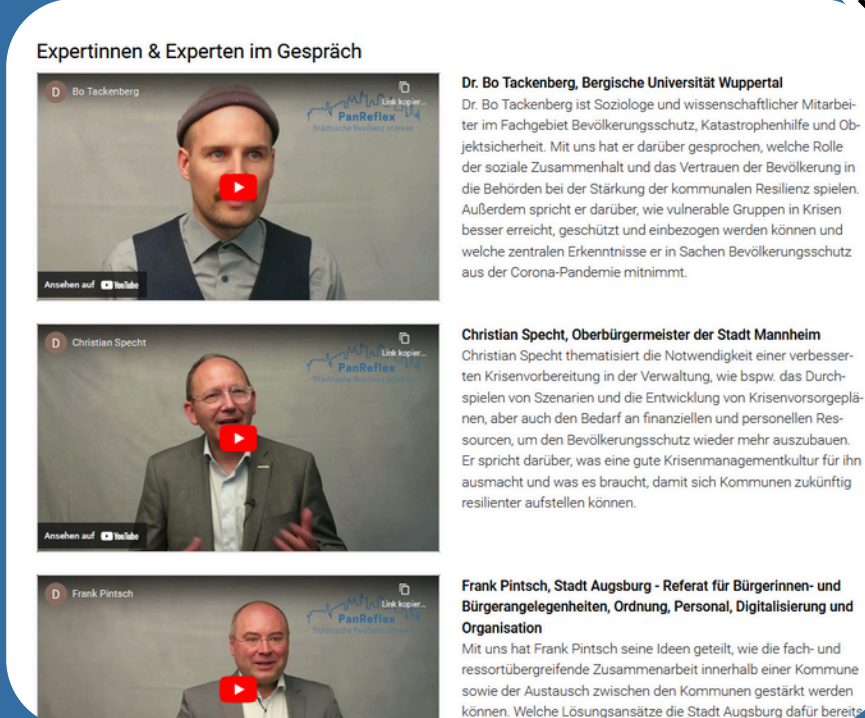 Expertinnen & Experten im Gespräch
D Bo Tackenberg
Link kopier...
PanReflex
Städtische Resilienz stärken
Ansehen auf YouTube
Dr. Bo Tackenberg, Bergische Universität Wuppertal
Dr. Bo Tackenberg ist Soziologe und wissenschaftlicher Mitarbei-
ter im Fachgebiet Bevölkerungsschutz, Katastrophenhilfe und Ob-
jektsicherheit. Mit uns hat er darüber gesprochen, welche Rolle
der soziale Zusammenhalt und das Vertrauen der Bevölkerung in
die Behörden bei der Stärkung der kommunalen Resilienz spielen.
Außerdem spricht er darüber, wie vulnerable Gruppen in Krisen
besser erreicht, geschützt und einbezogen werden können und
welche zentralen Erkenntnisse er in Sachen Bevölkerungsschutz
aus der Corona-Pandemie mitnimmt.
D Christian Specht
Link kopier...
PanReflex
Städtische Resilienz stärken
Ansehen auf YouTube
Christian Specht, Oberbürgermeister der Stadt Mannheim
Christian Specht thematisiert die Notwendigkeit einer verbesser-
ten Krisenvorbereitung in der Verwaltung, wie bspw. das Durch-
spielen von Szenarien und die Entwicklung von Krisenvorsorgeplä-
nen, aber auch den Bedarf an finanziellen und personellen Res-
sourcen, um den Bevölkerungsschutz wieder mehr auszubauen.
Er spricht darüber, was eine gute Krisenmanagementkultur für ihn
ausmacht und was es braucht, damit sich Kommunen zukünftig
resilienter aufstellen können.
D Frank Pintsch
Link kopier...
PanReflex
Städtische Resilienz stärken
Frank Pintsch, Stadt Augsburg - Referat für Bürgerinnen- und
Bürgerangelegenheiten, Ordnung, Personal, Digitalisierung und
Organisation
Mit uns hat Frank Pintsch seine Ideen geteilt, wie die fach- und
ressortübergreifende Zusammenarbeit innerhalb einer Kommune
sowie der Austausch zwischen den Kommunen gestärkt werden
können. Welche Lösungsansätze die Stadt Augsburg dafür bereits